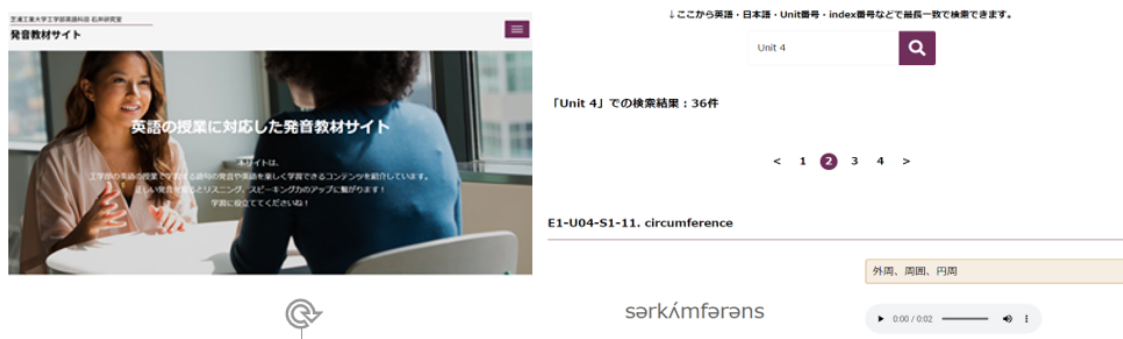 芝浦工業大学工学部英語科目 石井研究室
発音教材サイト
英語の授業に対応した発音教材サイト
本サイトは、
工学部の英語の授業で学習する語句の発音や英語を楽しく学習できるコンテンツを紹介しています。
正しい発音を知るとリスニング、スピーキング力のアップに繋がります!
学習に役立ててくださいね!
↓ここから英語・日本語・Unit番号・index番号などで最長一致で検索できます。
Unit 4
「Unit 4」での検索結果:36件
< 1 2 3 4 >
E1-U04-S1-11. circumference
外周、周囲、円周
sərkʌ́mfərəns
0:00 / 0:02